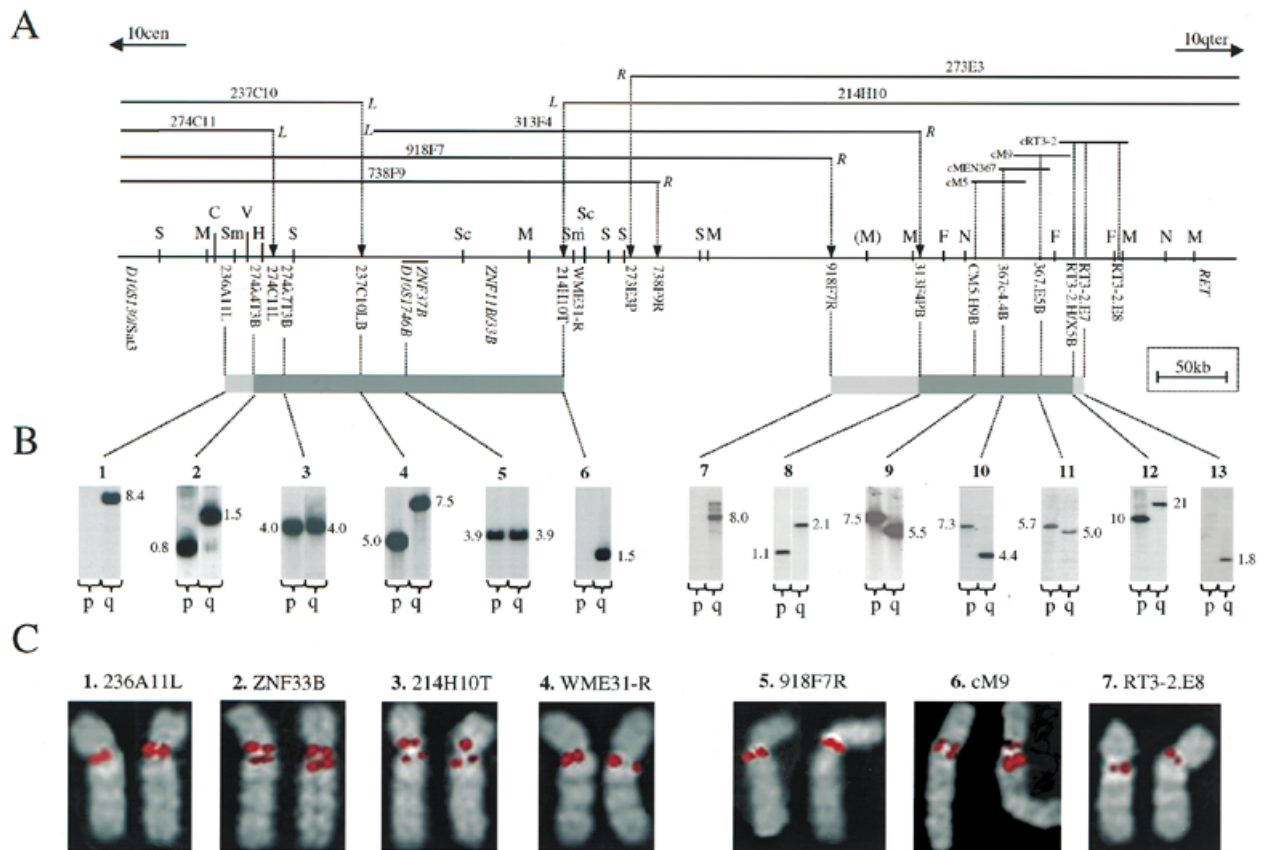 A
10cen
10qter
R
273E3
237C10
L
L
214H10
274C11
L
L
313F4
R
cRT3-2
918F7
R
cM9
cMEN367
738F9
R
cM5
C
V
Sc
S
M
Sm
H
S
Sc
M
Sm
S
S
S
M
(M)
M
F
N
F
F
M
N
M
D10S130/Sat3
236A11L
274λ4T3B
274C11L
274λ7T3B
237C10LB
D10S1746B
ZNF37B
ZNF11B/33B
214H10T
WME31-R
273E3P
738F9R
918F7R
313F4PB
CM5.H9B
367c4.4B
367.E5B
RT3-2.H/X5B
RT3-2.E7
RT3-2.E8
RET
50kb
B
1
2
3
4
5
6
7
8
9
10
11
12
13
8.4
0.8
1.5
4.0
4.0
5.0
7.5
3.9
3.9
1.5
8.0
1.1
2.1
7.5
5.5
7.3
4.4
5.7
5.0
10
21
1.8
p q
p q
p q
p q
p q
p q
p q
p q
p q
p q
p q
p q
p q
C
1. 236A11L
2. ZNF33B
3. 214H10T
4. WME31-R
5. 918F7R
6. cM9
7. RT3-2.E8